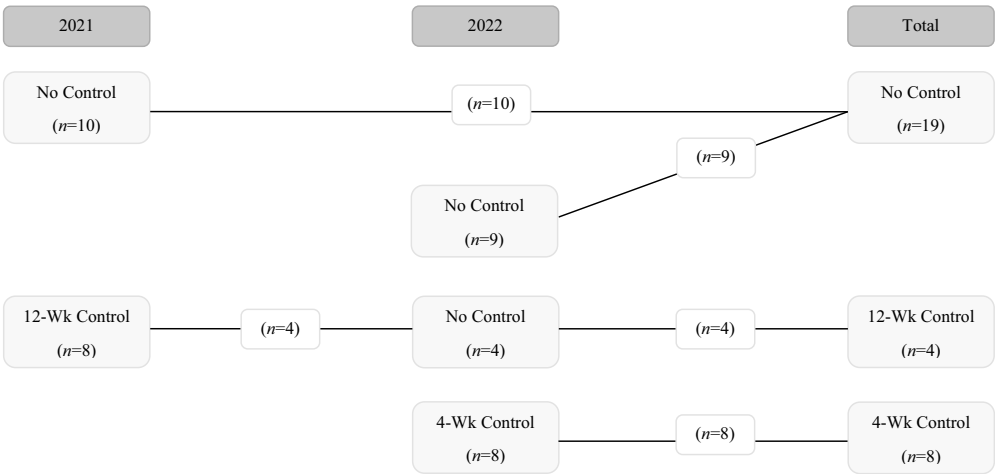 2021
2022
Total
No Control
(n=10)
(n=10)
No Control
(n=19)
(n=9)
No Control
(n=9)
12-Wk Control
(n=8)
(n=4)
No Control
(n=4)
(n=4)
12-Wk Control
(n=4)
4-Wk Control
(n=8)
(n=8)
4-Wk Control
(n=8)